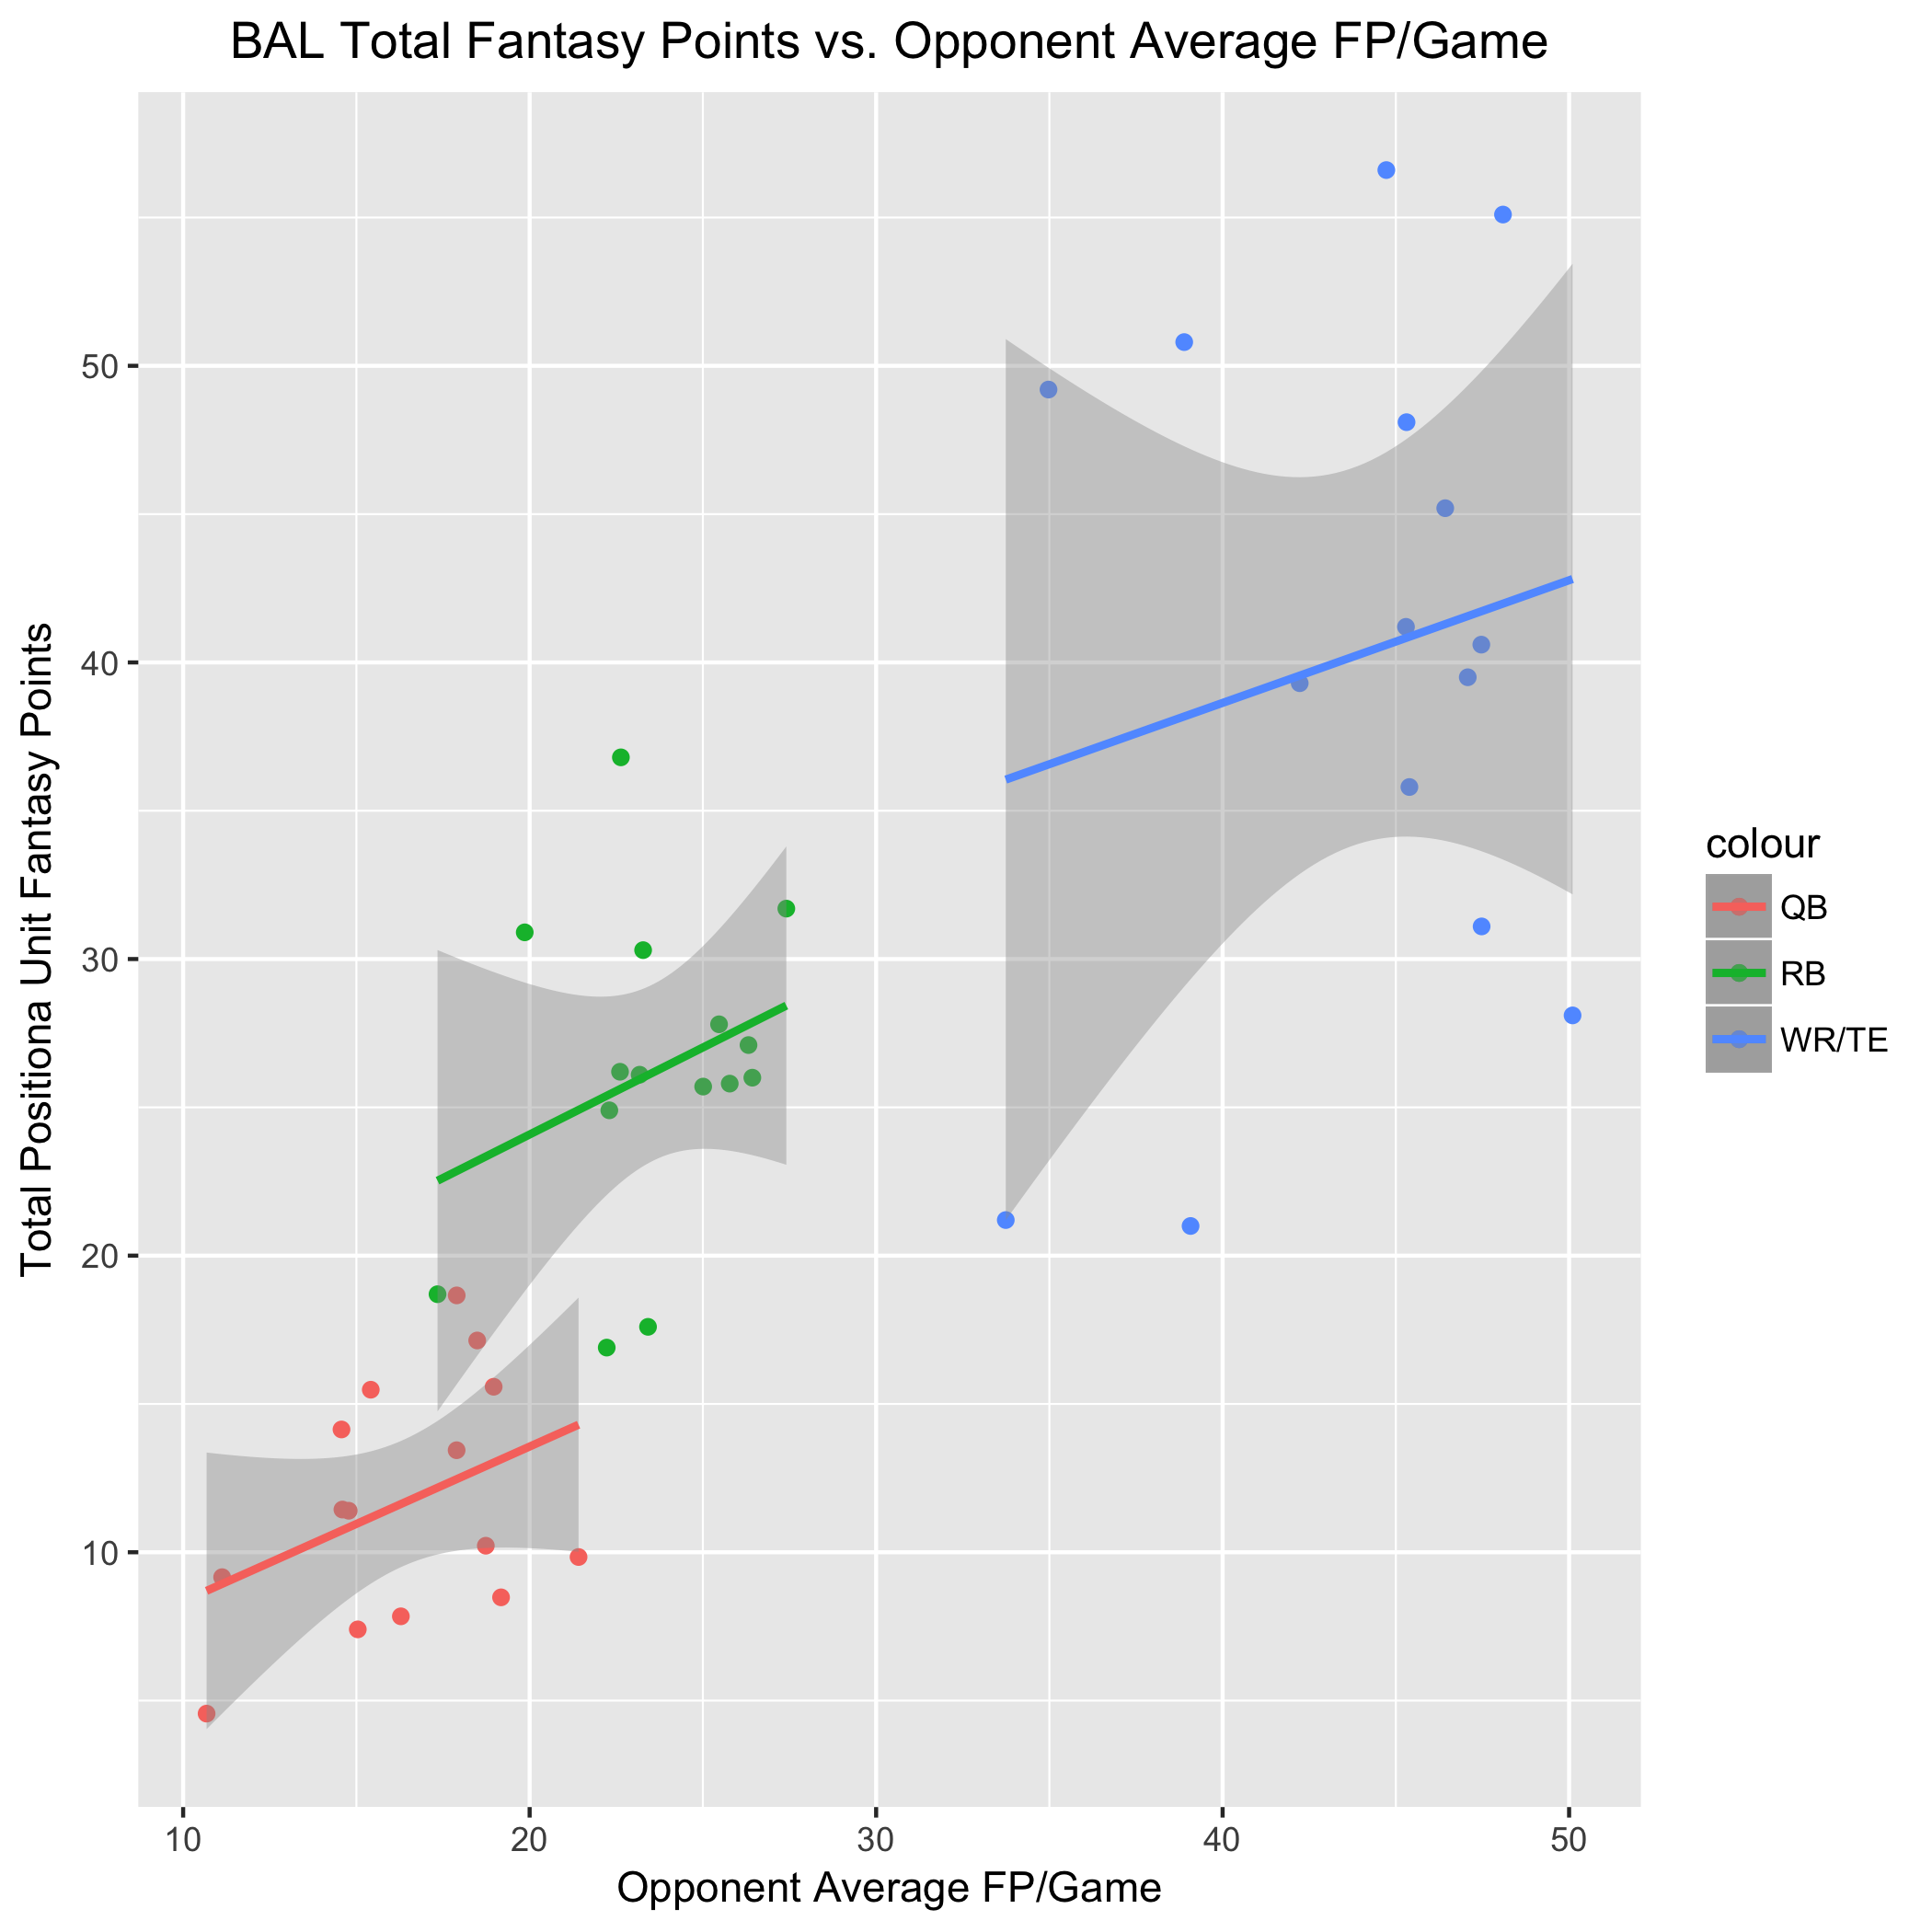 BAL Total Fantasy Points vs. Opponent Average FP/Game
Total Positiona Unit Fantasy Points
50
40
30
20
10
10 20 30 40 50
Opponent Average FP/Game
colour
QB
RB
WR/TE